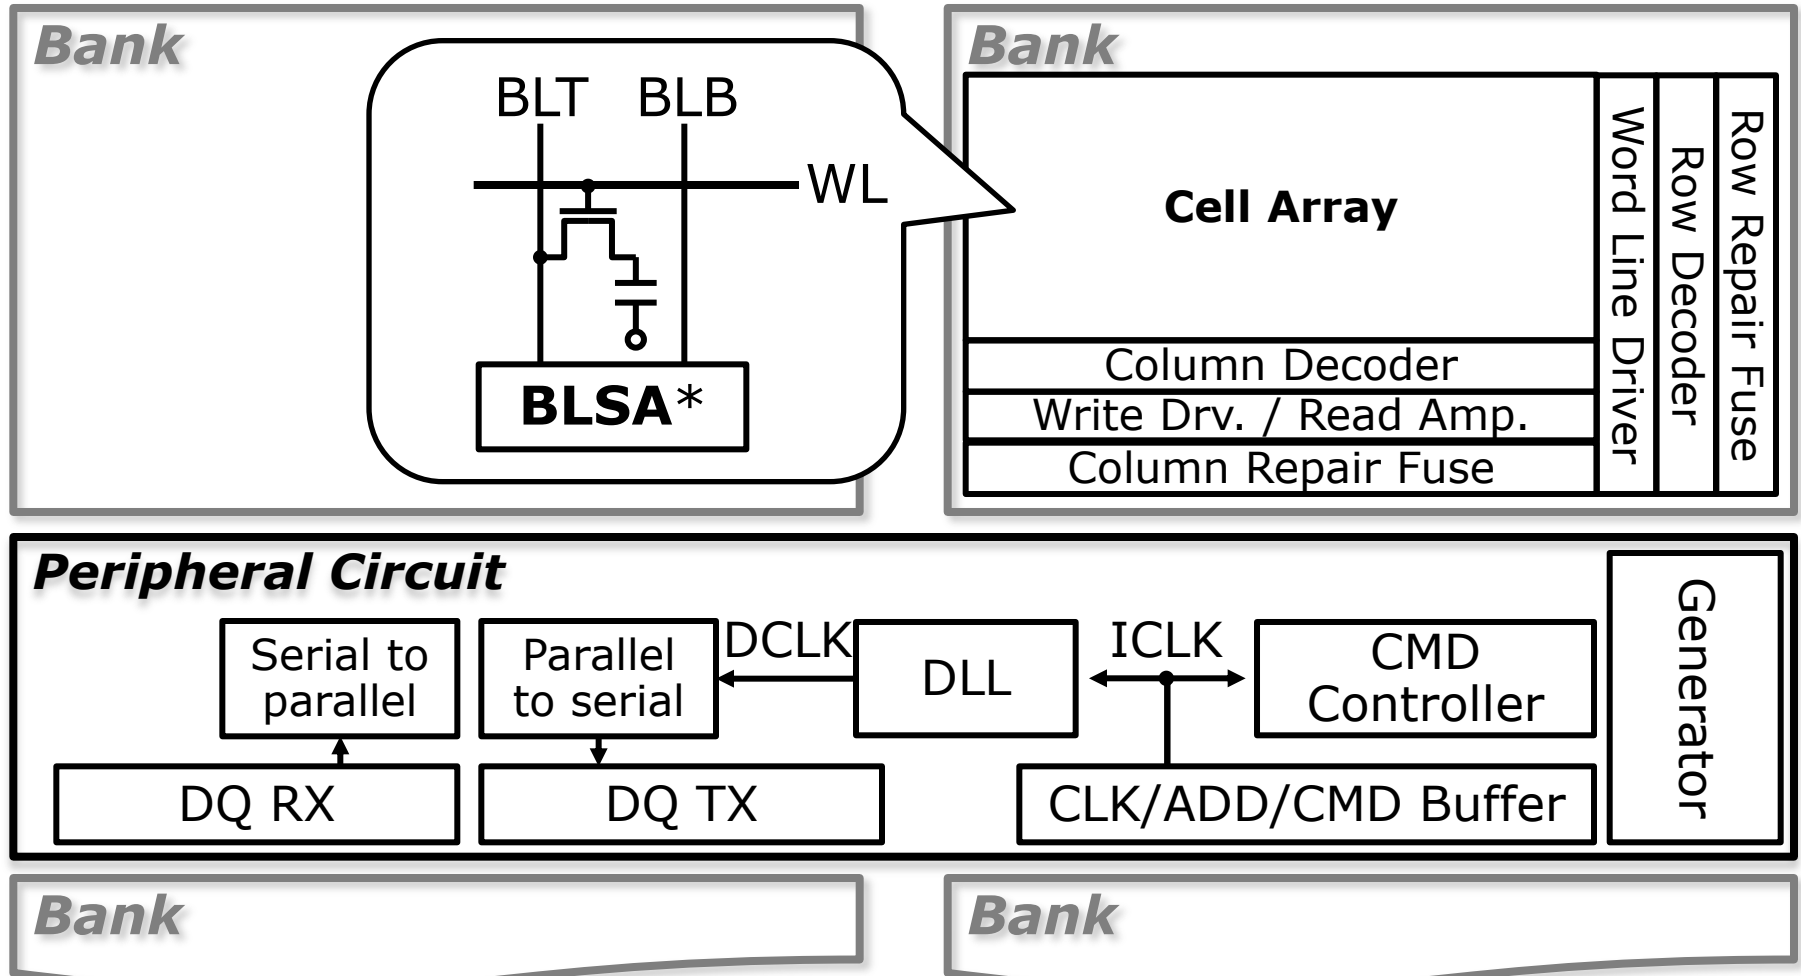 Bank
BLT BLB
WL
BLSA*
Bank
Cell Array
Column Decoder
Write Drv. / Read Amp.
Column Repair Fuse
Word Line Driver
Row Decoder
Row Repair Fuse
Peripheral Circuit
Serial to
parallel
Parallel
to serial
DCLK
DLL
ICLK
CMD
Controller
Generator
DQ RX
DQ TX
CLK/ADD/CMD Buffer
Bank
Bank